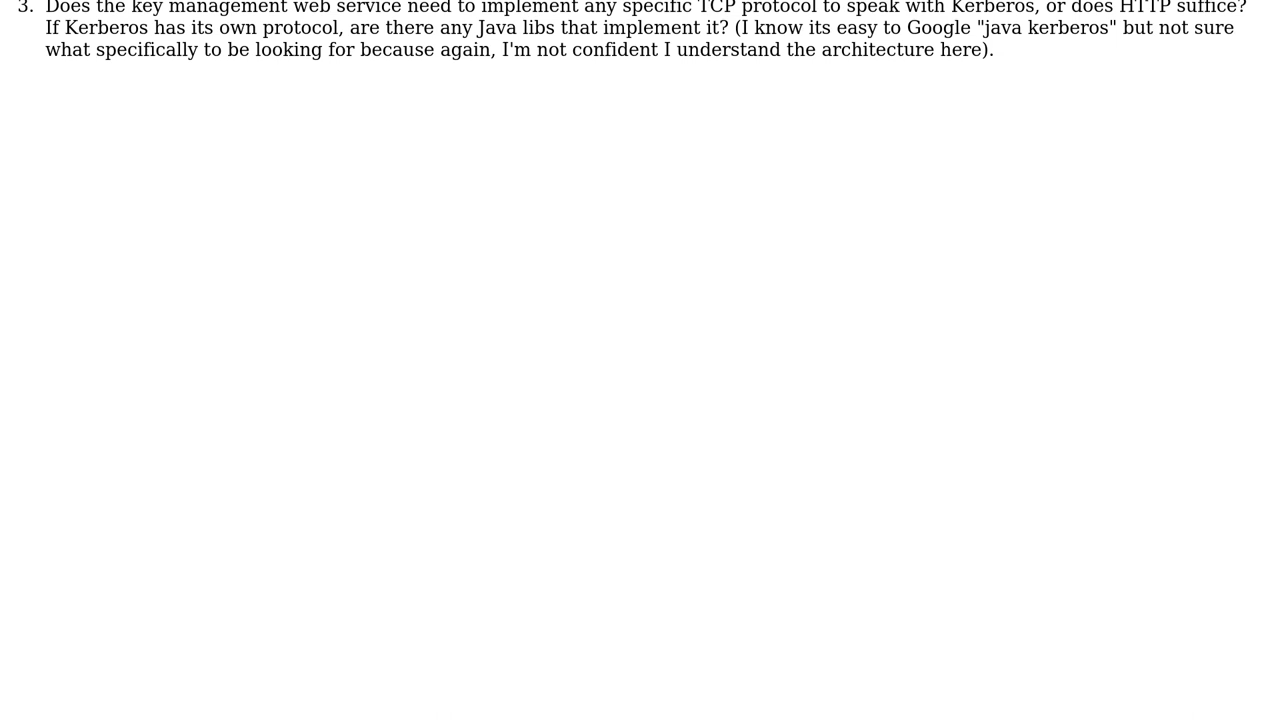 3. Does the key management web service need to implement any specific TCP protocol to speak with Kerberos, or does HTTP suffice?
If Kerberos has its own protocol, are there any Java libs that implement it? (I know its easy to Google "java kerberos" but not sure
what specifically to be looking for because again, I'm not confident I understand the architecture here).